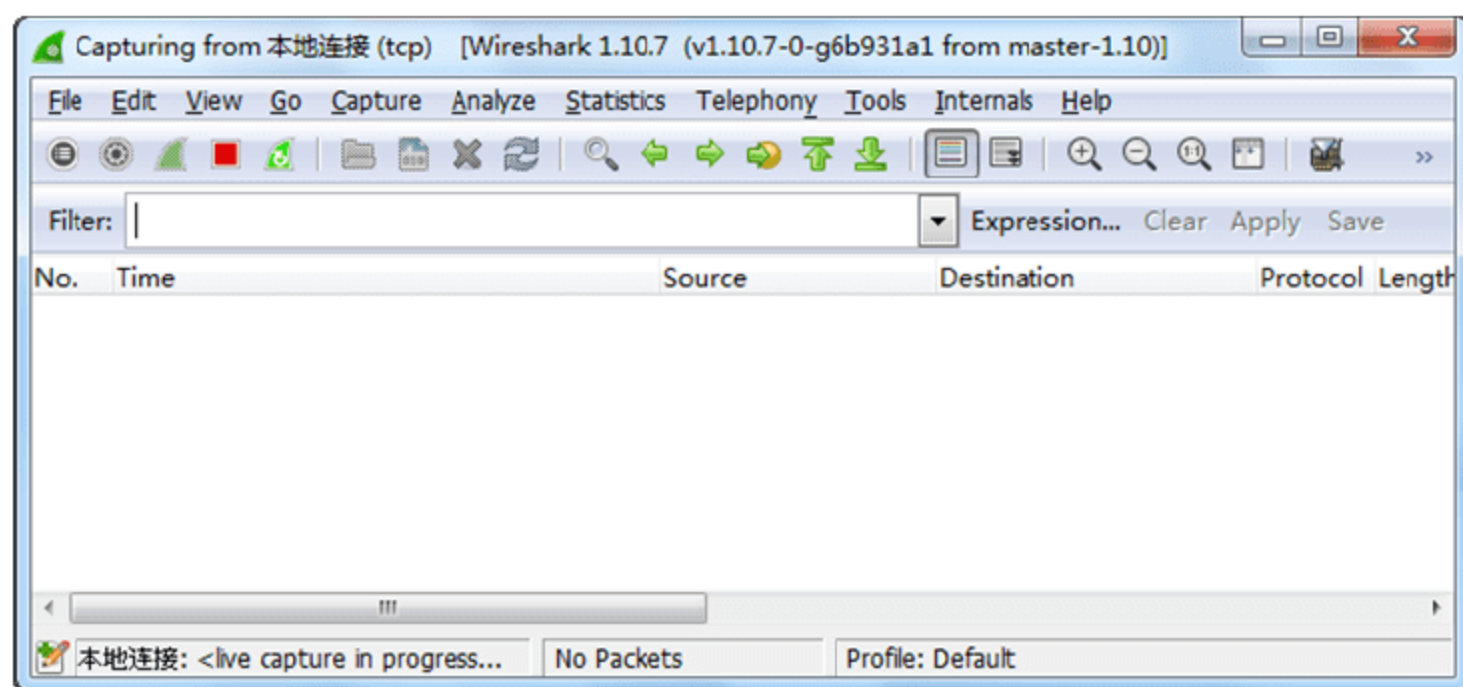 Capturing from 本地连接 (tcp) [Wireshark 1.10.7 (v1.10.7-0-g6b931a1 from master-1.10)]
File Edit View Go Capture Analyze Statistics Telephony Tools Internals Help
Filter: Expression... Clear Apply Save
No. Time Source Destination Protocol Length
本地连接: <live capture in progress... No Packets Profile: Default